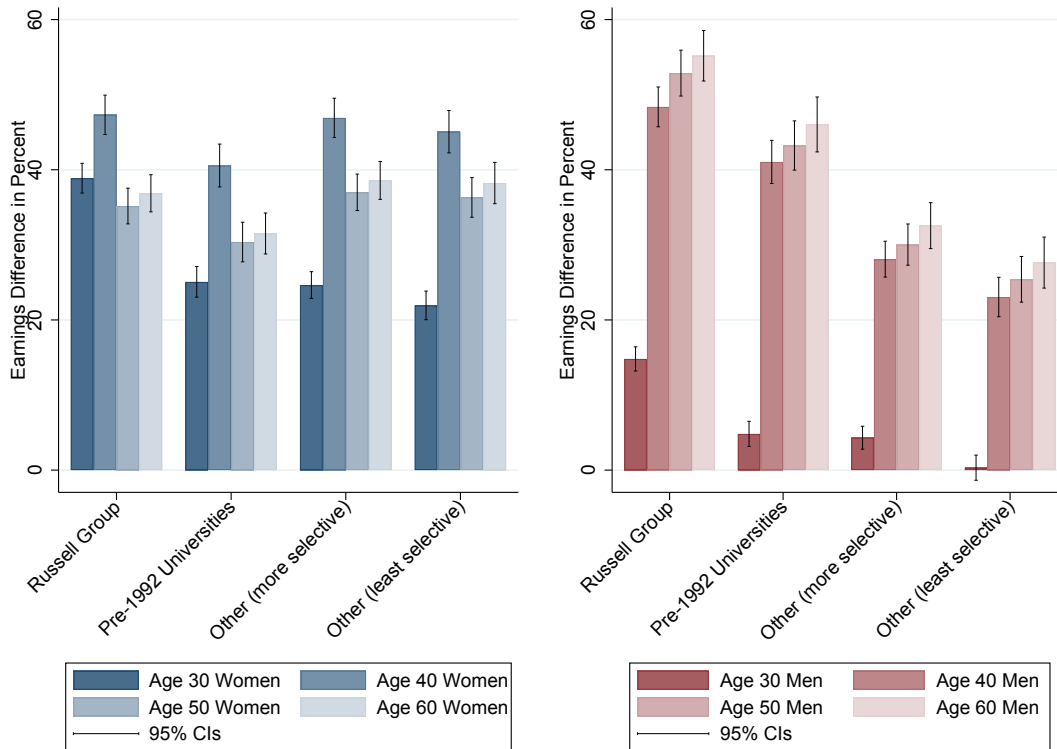 Earnings Difference in Percent
60
40
20
0
Russell Group
Pre-1992 Universities
Other (more selective)
Other (least selective)
Age 30 Women
Age 40 Women
Age 50 Women
Age 60 Women
95% CIs
Earnings Difference in Percent
60
40
20
0
Russell Group
Pre-1992 Universities
Other (more selective)
Other (least selective)
Age 30 Men
Age 40 Men
Age 50 Men
Age 60 Men
95% CIs